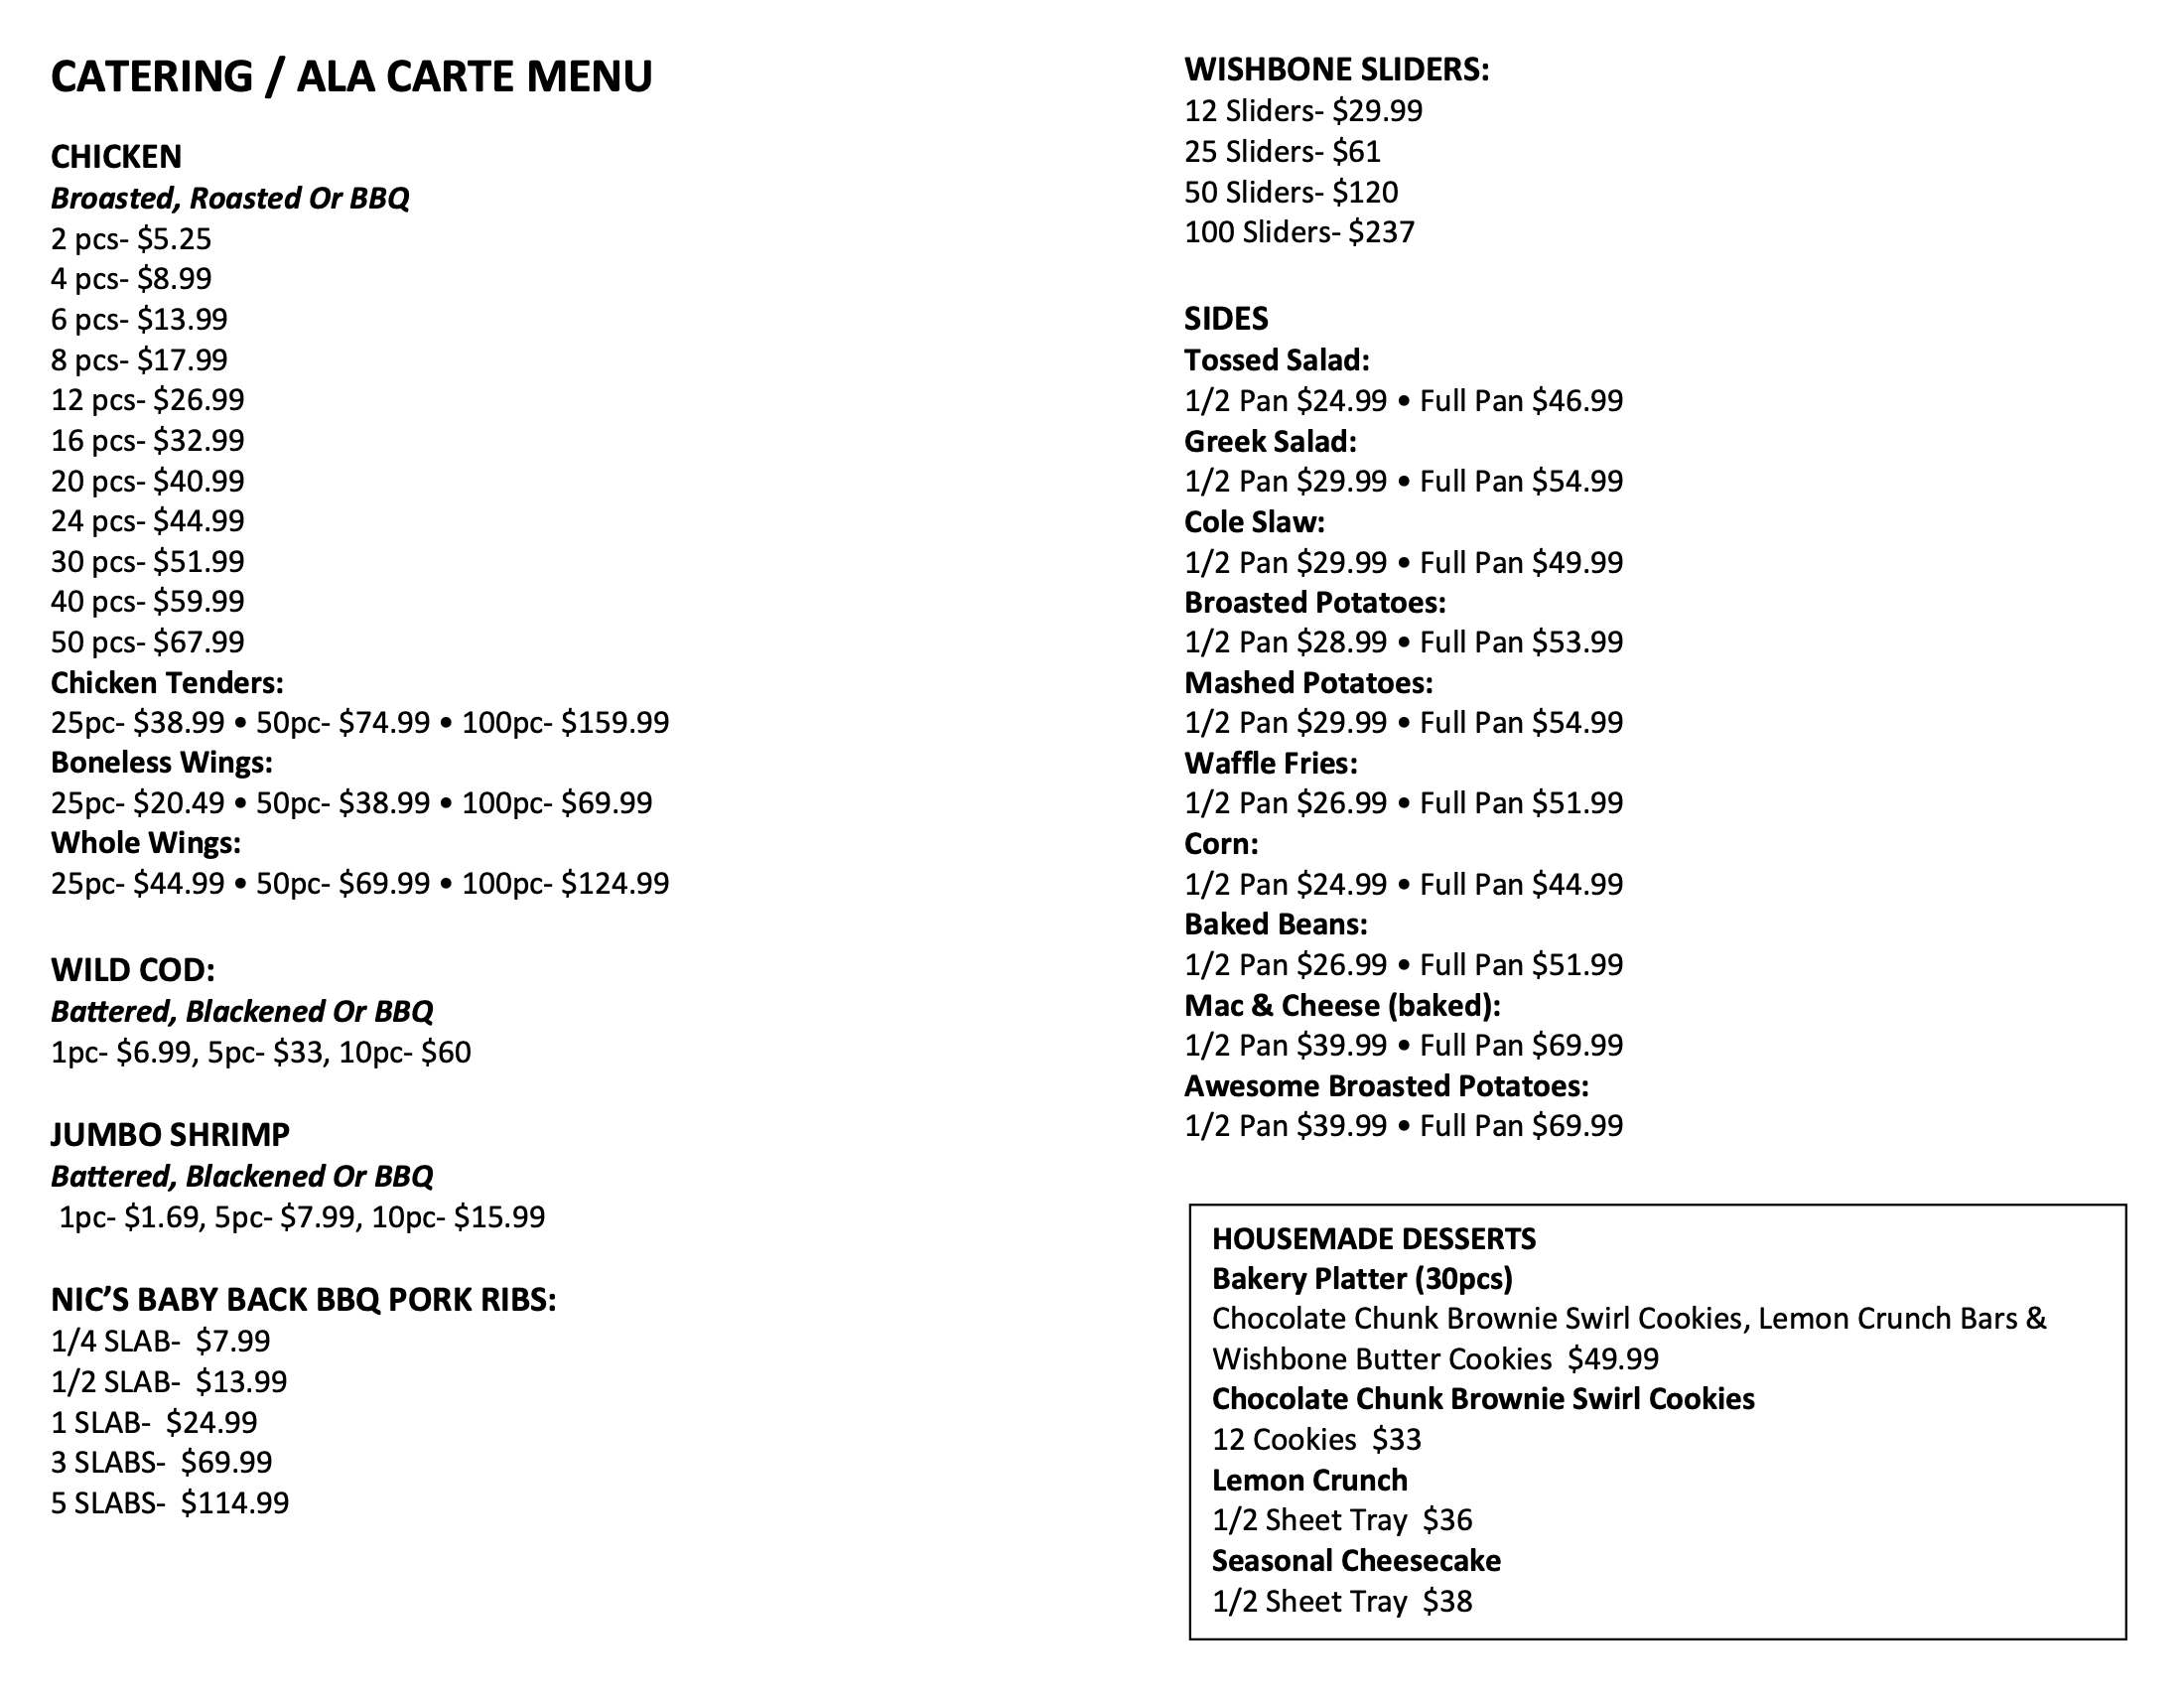 CATERING / ALA CARTE MENU
CHICKEN
Broasted, Roasted Or BBQ
2 pcs- $5.25
4 pcs- $8.99
6 pcs- $13.99
8 pcs- $17.99
12 pcs- $26.99
16 pcs- $32.99
20 pcs- $40.99
24 pcs- $44.99
30 pcs- $51.99
40 pcs- $59.99
50 pcs- $67.99
Chicken Tenders:
25pc- $38.99 • 50pc- $74.99 • 100pc- $159.99
Boneless Wings:
25pc- $20.49 • 50pc- $38.99 • 100pc- $69.99
Whole Wings:
25pc- $44.99 • 50pc- $69.99 • 100pc- $124.99
WILD COD:
Battered, Blackened Or BBQ
1pc- $6.99, 5pc- $33, 10pc- $60
JUMBO SHRIMP
Battered, Blackened Or BBQ
1pc- $1.69, 5pc- $7.99, 10pc- $15.99
NIC’S BABY BACK BBQ PORK RIBS:
1/4 SLAB-  $7.99
1/2 SLAB-  $13.99
1 SLAB-  $24.99
3 SLABS-  $69.99
5 SLABS-  $114.99
WISHBONE SLIDERS:
12 Sliders- $29.99
25 Sliders- $61
50 Sliders- $120
100 Sliders- $237
SIDES
Tossed Salad:
1/2 Pan $24.99 • Full Pan $46.99
Greek Salad:
1/2 Pan $29.99 • Full Pan $54.99
Cole Slaw:
1/2 Pan $29.99 • Full Pan $49.99
Broasted Potatoes:
1/2 Pan $28.99 • Full Pan $53.99
Mashed Potatoes:
1/2 Pan $29.99 • Full Pan $54.99
Waffle Fries:
1/2 Pan $26.99 • Full Pan $51.99
Corn:
1/2 Pan $24.99 • Full Pan $44.99
Baked Beans:
1/2 Pan $26.99 • Full Pan $51.99
Mac & Cheese (baked):
1/2 Pan $39.99 • Full Pan $69.99
Awesome Broasted Potatoes:
1/2 Pan $39.99 • Full Pan $69.99
HOUSEMADE DESSERTS
Bakery Platter (30pcs)
Chocolate Chunk Brownie Swirl Cookies, Lemon Crunch Bars &
Wishbone Butter Cookies  $49.99
Chocolate Chunk Brownie Swirl Cookies
12 Cookies  $33
Lemon Crunch
1/2 Sheet Tray  $36
Seasonal Cheesecake
1/2 Sheet Tray  $38